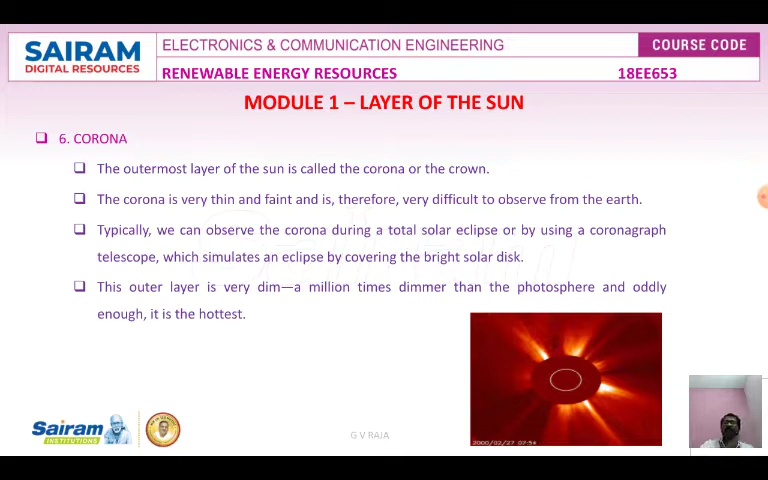 SAIRAM
DIGITAL RESOURCES
ELECTRONICS & COMMUNICATION ENGINEERING
COURSE CODE
RENEWABLE ENERGY RESOURCES
18EE653
MODULE 1 – LAYER OF THE SUN
6. CORONA
The outermost layer of the sun is called the corona or the crown.
The corona is very thin and faint and is, therefore, very difficult to observe from the earth.
Typically, we can observe the corona during a total solar eclipse or by using a coronagraph
telescope, which simulates an eclipse by covering the bright solar disk.
This outer layer is very dim—a million times dimmer than the photosphere and oddly
enough, it is the hottest.
Sairam
Sairam
INSTITUTIONS
G V RAJA
2000/02/27 07:54